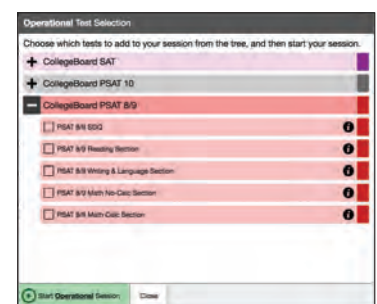 Operational Test Selection
Choose which tests to add to your session from the tree, and then start your session.
CollegeBoard SAT
CollegeBoard PSAT 10
CollegeBoard PSAT 8/9
PSAT 8/9 SDQ
PSAT 8/9 Reading Section
PSAT 8/9 Writing & Language Section
PSAT 8/9 Math No-Calc Section
PSAT 8/9 Math Calc Section
Start Operational Session Close